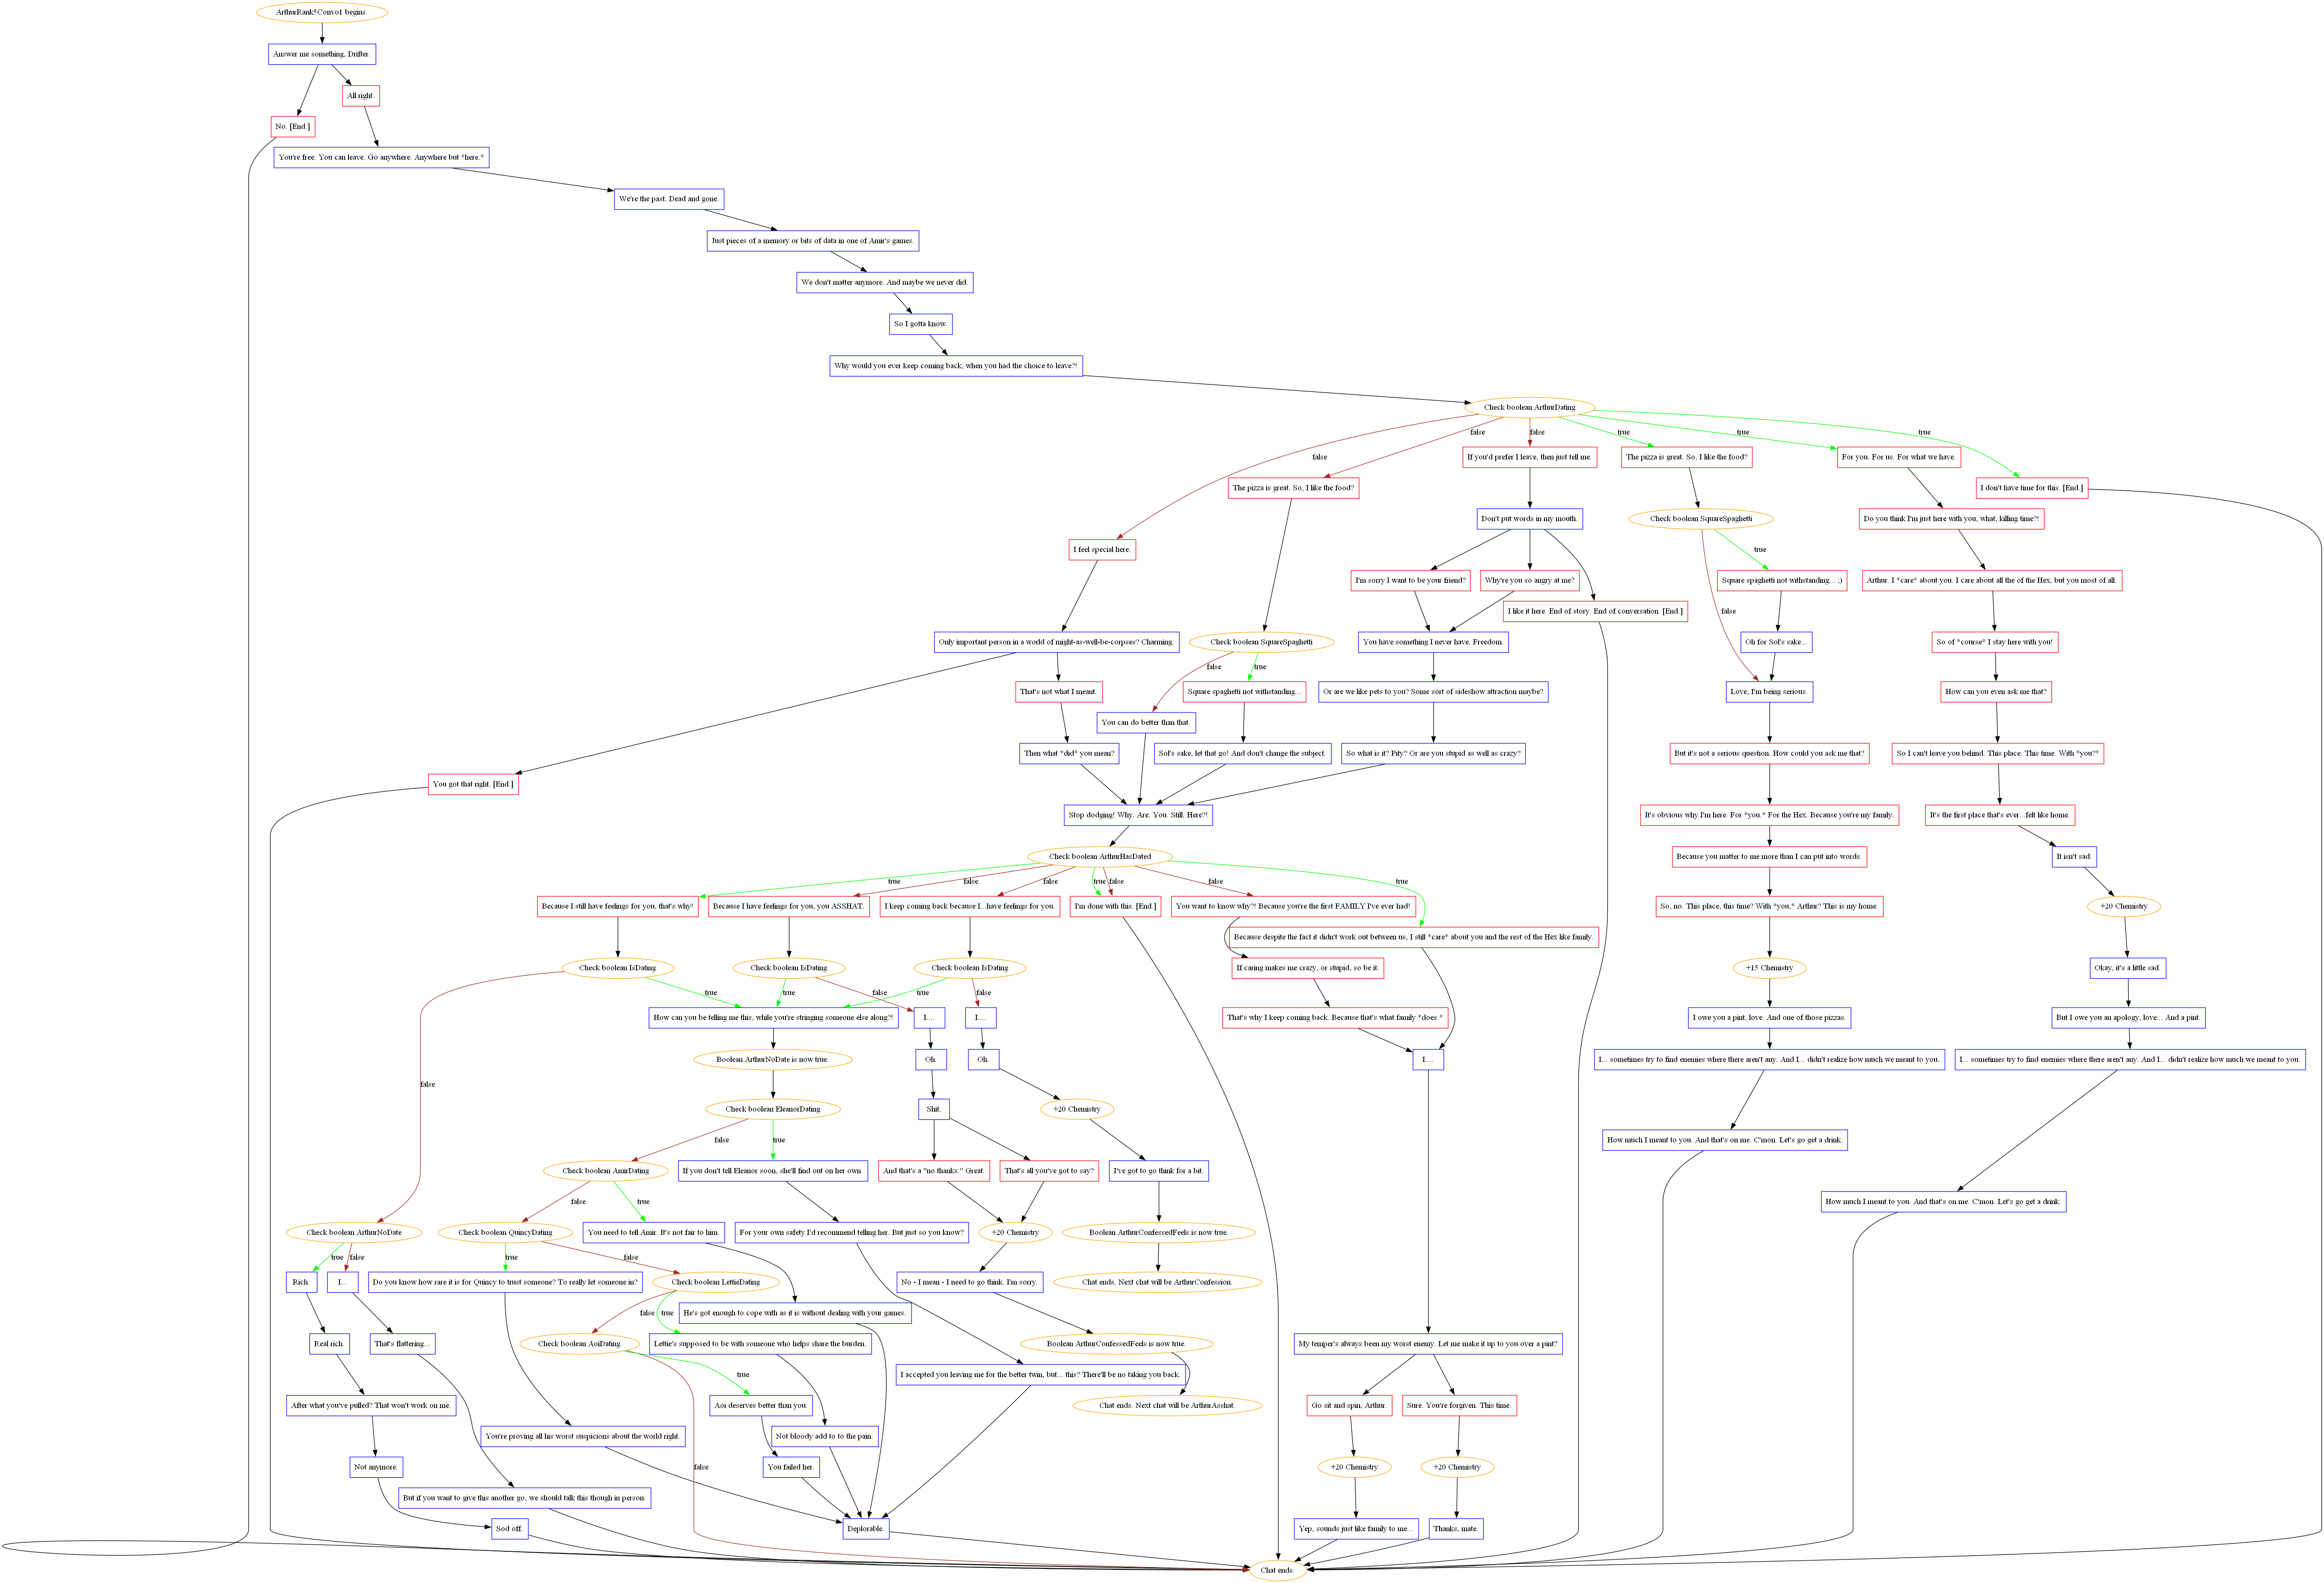 ArthurRank5Convo1 begins.
Answer me something, Drifter.
All right.
No. [End.]
You're free. You can leave. Go anywhere. Anywhere but *here.*
We're the past. Dead and gone.
Just pieces of a memory or bits of data in one of Amir's games.
We don't matter anymore. And maybe we never did.
So I gotta know.
Why would you ever keep coming back, when you had the choice to leave?!
Check boolean ArthurDating
false
false
false
true
true
true
If you'd prefer I leave, then just tell me.
The pizza is great. So, I like the food?
For you. For us. For what we have.
The pizza is great. So, I like the food?
I don't have time for this. [End.]
Don't put words in my mouth.
Check boolean SquareSpaghetti
Do you think I'm just here with you, what, killing time?!
I feel special here.
true
I'm sorry I want to be your friend?
Why're you so angry at me?
Square spaghetti not withstanding... ;)
Arthur. I *care* about you. I care about all the of the Hex, but you most of all.
I like it here. End of story. End of conversation. [End.]
false
Only important person in a world of might-as-well-be-corpses? Charming.
Check boolean SquareSpaghetti
You have something I never have. Freedom.
Oh for Sol's sake...
So of *course* I stay here with you!
false
true
That's not what I meant.
Square spaghetti not withstanding...
Or are we like pets to you? Some sort of sideshow attraction maybe?
Love, I'm being serious.
How can you even ask me that?
You can do better than that.
Then what *did* you mean?
Sol's sake, let that go! And don't change the subject.
So what is it? Pity? Or are you stupid as well as crazy?
But it's not a serious question. How could you ask me that?
So I can't leave you behind. This place. This time. With *you?*
You got that right. [End.]
Stop dodging! Why. Are. You. Still. Here?!
It's obvious why I'm here. For *you.* For the Hex. Because you're my family.
It's the first place that's ever...felt like home.
Check boolean ArthurHasDated
Because you matter to me more than I can put into words.
It isn't sad.
true
false
false
true
false
false
true
Because I still have feelings for you, that's why!
Because I have feelings for you, you ASSHAT.
I keep coming back because I...have feelings for you.
I'm done with this. [End.]
You want to know why?! Because you're the first FAMILY I've ever had!
So, no. This place, this time? With *you,* Arthur? This is my home.
+20 Chemistry
Because despite the fact it didn't work out between us, I still *care* about you and the rest of the Hex like family.
Check boolean IsDating
Check boolean IsDating
Check boolean IsDating
If caring makes me crazy, or stupid, so be it.
+15 Chemistry
Okay, it's a little sad.
true
true
false
true
false
How can you be telling me this, while you're stringing someone else along?!
I....
I....
That's why I keep coming back. Because that's what family *does.*
I owe you a pint, love. And one of those pizzas.
But I owe you an apology, love... And a pint.
Boolean ArthurNoDate is now true.
Oh.
Oh.
I....
I... sometimes try to find enemies where there aren't any. And I... didn't realize how much we meant to you.
I... sometimes try to find enemies where there aren't any. And I... didn't realize how much we meant to you.
false
Check boolean EleanorDating
Shit.
+20 Chemistry
false
true
How much I meant to you. And that's on me. C'mon. Let's go get a drink.
Check boolean AmirDating
If you don't tell Eleanor soon, she'll find out on her own.
And that's a "no thanks." Great.
That's all you've got to say?
I've got to go think for a bit.
false
true
How much I meant to you. And that's on me. C'mon. Let's go get a drink.
Check boolean ArthurNoDate
Check boolean QuincyDating
You need to tell Amir. It's not fair to him.
For your own safety I'd recommend telling her. But just so you know?
+20 Chemistry
Boolean ArthurConfessedFeels is now true.
true
false
true
false
Rich.
I...
Do you know how rare it is for Quincy to trust someone? To really let someone in?
Check boolean LettieDating
No - I mean - I need to go think. I'm sorry.
Chat ends. Next chat will be ArthurConfession.
false
true
He's got enough to cope with as it is without dealing with your games.
Real rich.
That's flattering...
Check boolean AoiDating
Lettie's supposed to be with someone who helps share the burden.
Boolean ArthurConfessedFeels is now true.
My temper's always been my worst enemy. Let me make it up to you over a pint?
true
I accepted you leaving me for the better twin, but... this? There'll be no taking you back.
After what you've pulled? That won't work on me.
Aoi deserves better than you.
Chat ends. Next chat will be ArthurAsshat.
Go sit and spin, Arthur.
Sure. You're forgiven. This time.
You're proving all his worst suspicions about the world right.
Not bloody add to to the pain.
Not anymore.
false
You failed her.
+20 Chemistry
+20 Chemistry
But if you want to give this another go, we should talk this though in person.
Sod off.
Deplorable.
Yep, sounds just like family to me...
Thanks, mate.
Chat ends.